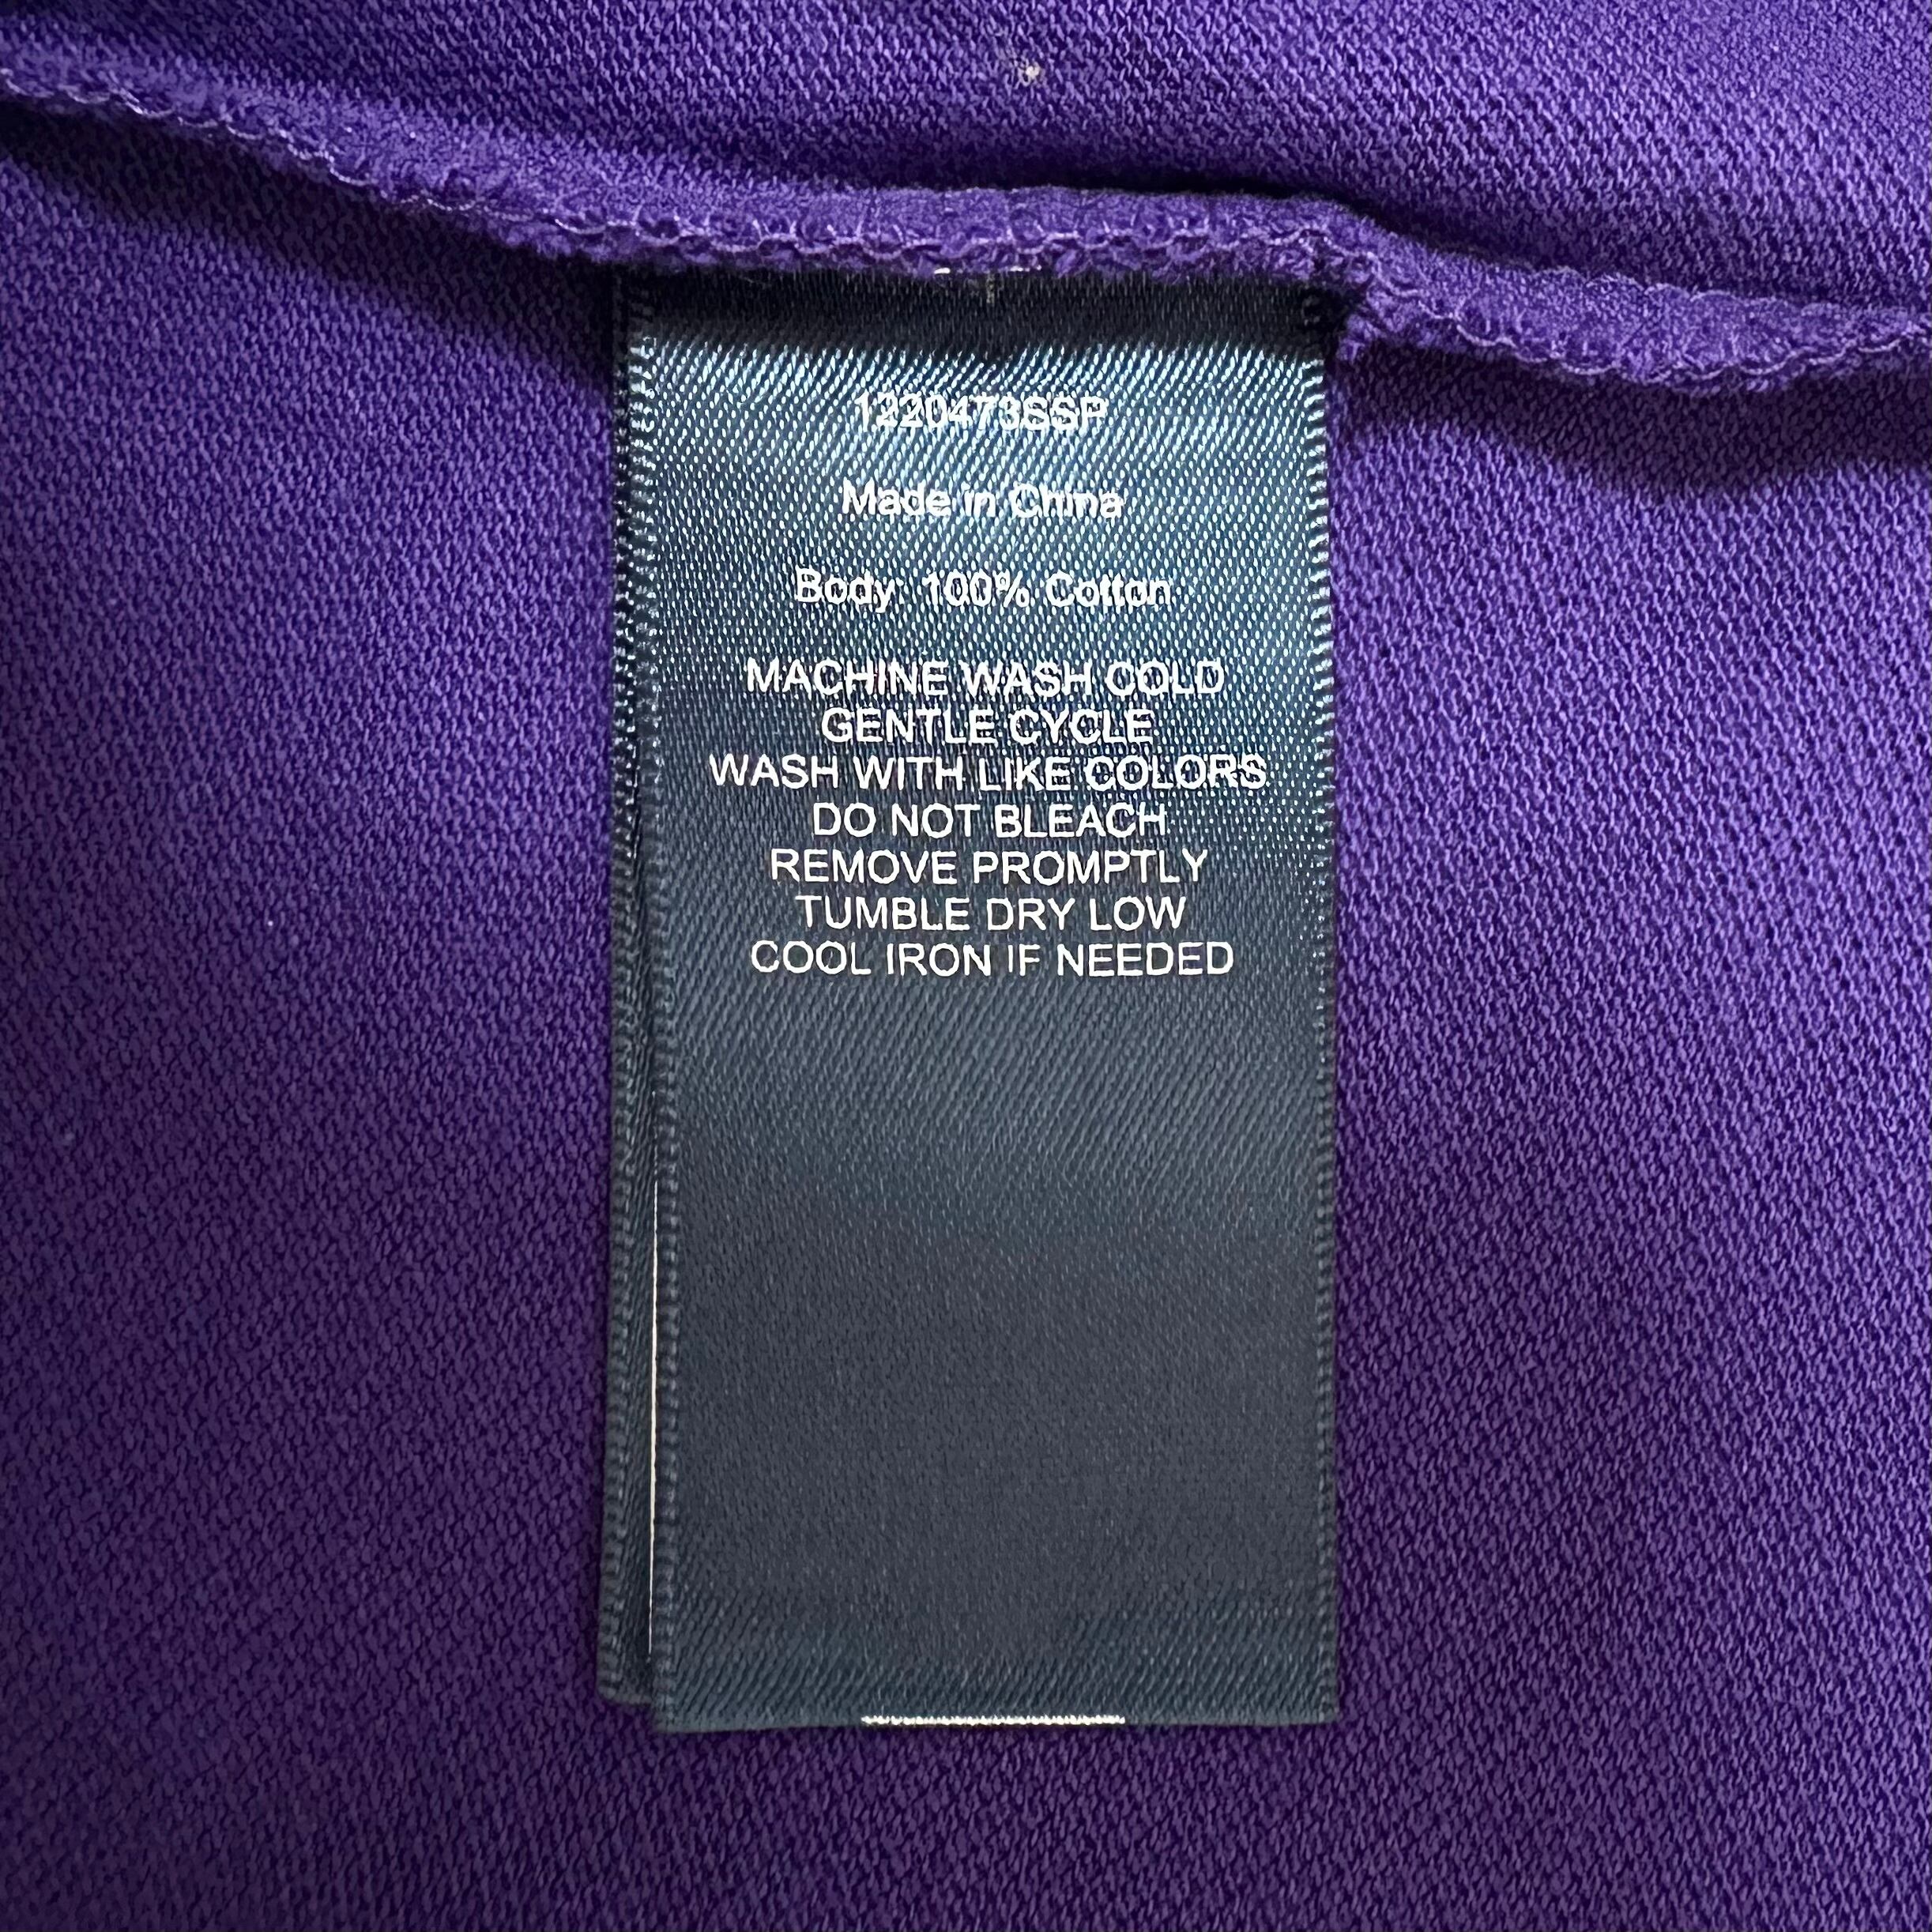 1220473SSP
Made in China
Body: 100% Cotton
MACHINE WASH COLD
GENTLE CYCLE
WASH WITH LIKE COLORS
DO NOT BLEACH
REMOVE PROMPTLY
TUMBLE DRY LOW
COOL IRON IF NEEDED